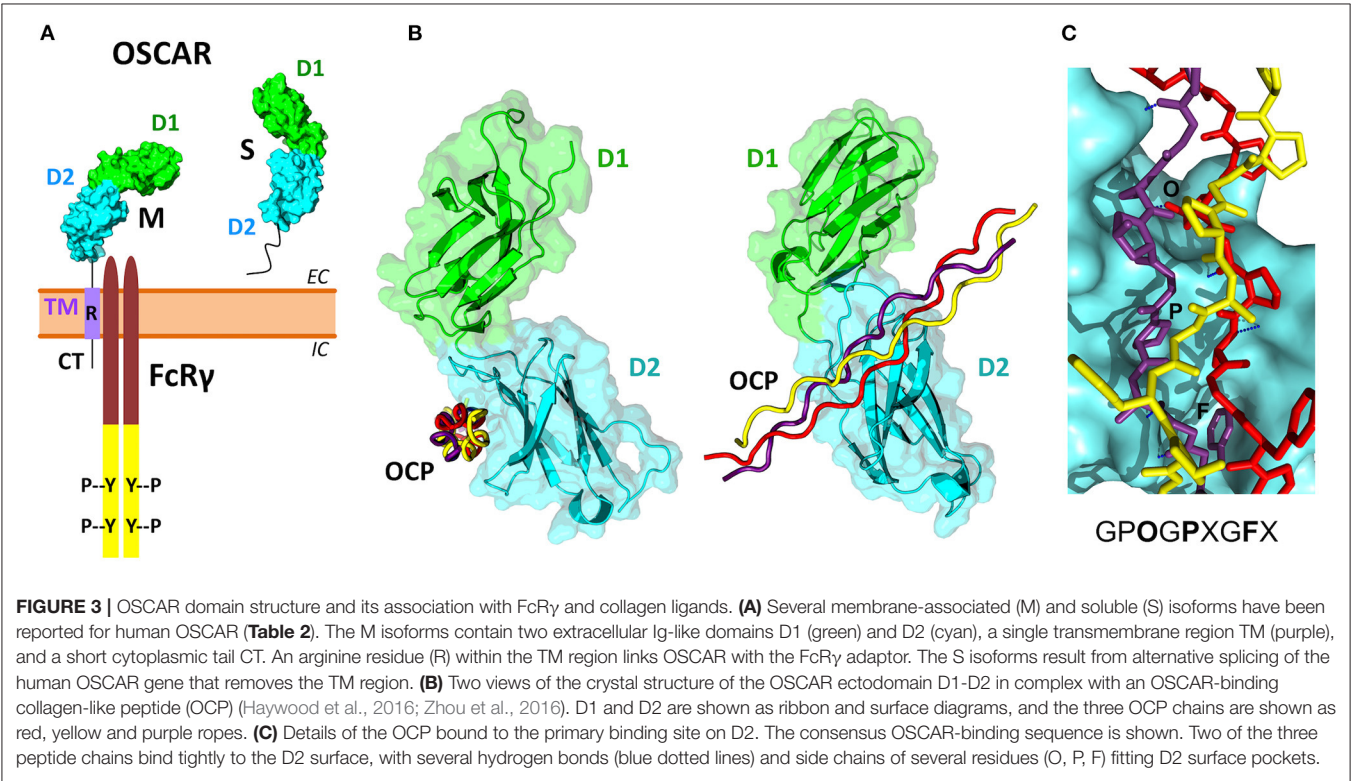 A
OSCAR
D1
D1
S
D2
M
D2
EC
TM
R
IC
CT
FcRγ
P--Y Y--P
P--Y Y--P
B
D1
D2
OCP
D1
D2
OCP
C
O
P
F
GPOGPXGFX
FIGURE 3 | OSCAR domain structure and its association with FcRγ and collagen ligands. (A) Several membrane-associated (M) and soluble (S) isoforms have been
reported for human OSCAR (Table 2). The M isoforms contain two extracellular Ig-like domains D1 (green) and D2 (cyan), a single transmembrane region TM (purple),
and a short cytoplasmic tail CT. An arginine residue (R) within the TM region links OSCAR with the FcRγ adaptor. The S isoforms result from alternative splicing of the
human OSCAR gene that removes the TM region. (B) Two views of the crystal structure of the OSCAR ectodomain D1-D2 in complex with an OSCAR-binding
collagen-like peptide (OCP) (Haywood et al., 2016; Zhou et al., 2016). D1 and D2 are shown as ribbon and surface diagrams, and the three OCP chains are shown as
red, yellow and purple ropes. (C) Details of the OCP bound to the primary binding site on D2. The consensus OSCAR-binding sequence is shown. Two of the three
peptide chains bind tightly to the D2 surface, with several hydrogen bonds (blue dotted lines) and side chains of several residues (O, P, F) fitting D2 surface pockets.